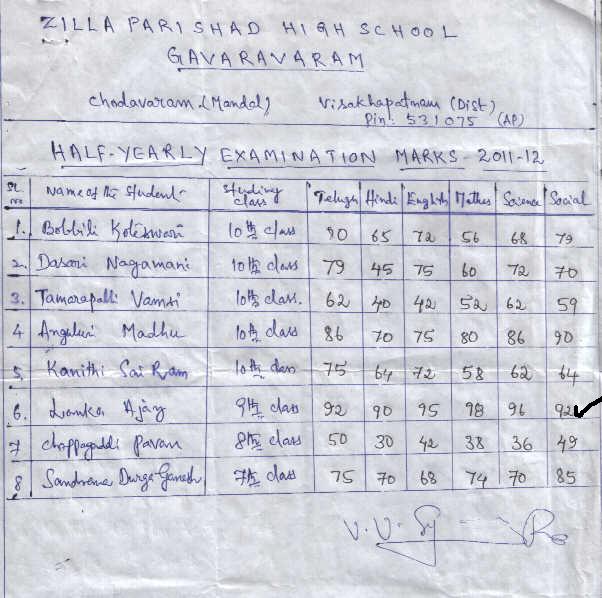 ZILLA PARISHAD HIGH SCHOOL
GAVARAVARAM
Chodavaram (Mandal) Visakhapatnam (Dist)
Pin: 531075 (AP)
HALF-YEARLY EXAMINATION MARKS - 2011-12
Sl no Name of the Student Studing class Telugu Hindi English Mathes Science Social
1. Bobbili Koteswari 10th class 90 65 72 56 68 79
2. Dasari Nagamani 10th class 79 45 75 60 72 70
3. Tamarapalli Vamsi 10th class. 62 40 42 52 62 59
4 Angaluri Madhu 10th class 86 70 75 80 86 90
5. Kanithi Sai Ram 10th class 75 64 72 58 62 64
6. Lanka Ajay 9th class 92 90 95 98 96 92
7 Chappagaddi Pavan 8th class 50 30 42 38 36 49
8 Sandrana Durga Ganesh 7th class 75 70 68 74 70 85
V. V. Sy